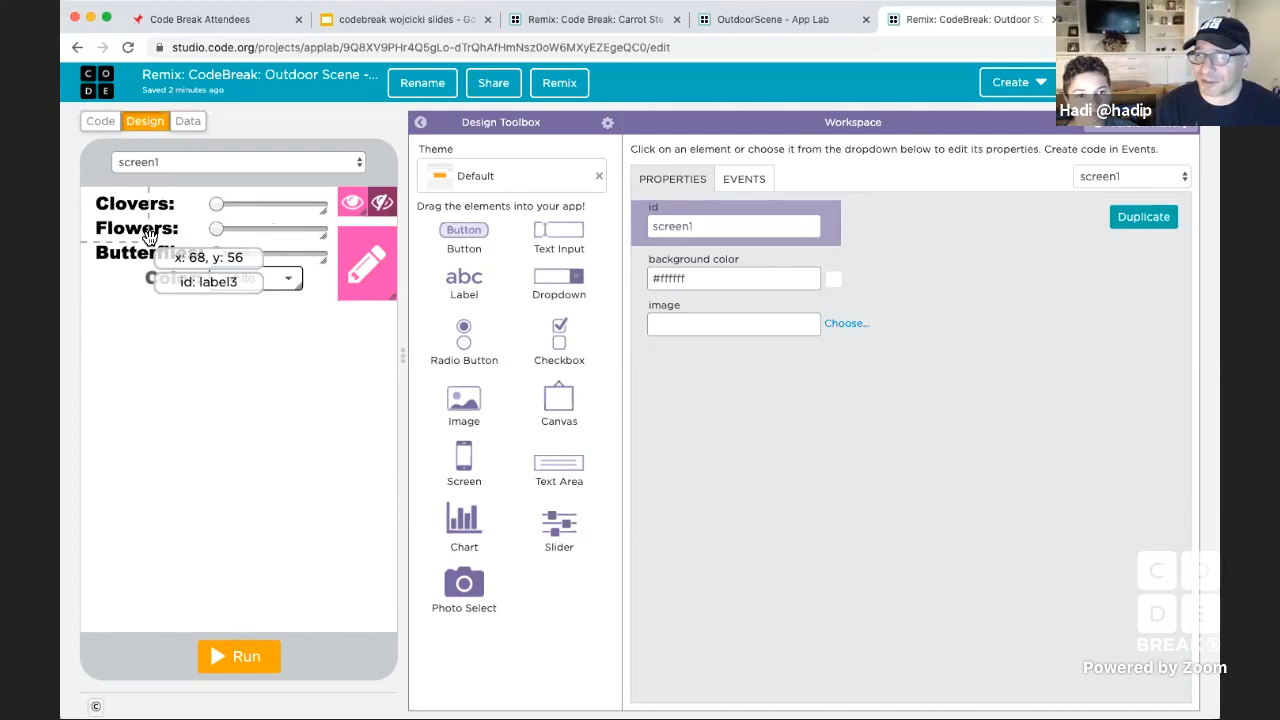 Code Break Attendees
codebreak wojcicki slides - Go
Remix: Code Break: Carrot Ste
OutdoorScene - App Lab
Remix: CodeBreak: Outdoor Sc
studio.code.org/projects/applab/9Q8XV9PHr4Q5gLo-dTrQhAfHmNsz0oW6MXyEZEgeQC0/edit
C O
D E
Remix: CodeBreak: Outdoor Scene -...
Saved 2 minutes ago
Rename
Share
Remix
Create
Hadi @hadip
Code
Design
Data
Design Toolbox
Workspace
screen1
Theme
Default
Click on an element or choose it from the dropdown below to edit its properties. Create code in Events.
PROPERTIES
EVENTS
screen1
Clovers:
Flowers:
Butterflies:
x: 68, y: 56
id: label3
Drag the elements into your app!
Button
Button
Text Input
abc
Label
Dropdown
Radio Button
Checkbox
Image
Canvas
Screen
Text Area
Chart
Slider
Photo Select
id
screen1
Duplicate
background color
#ffffff
image
Choose...
Run
©
C O
D E
BREAK
Powered by Zoom